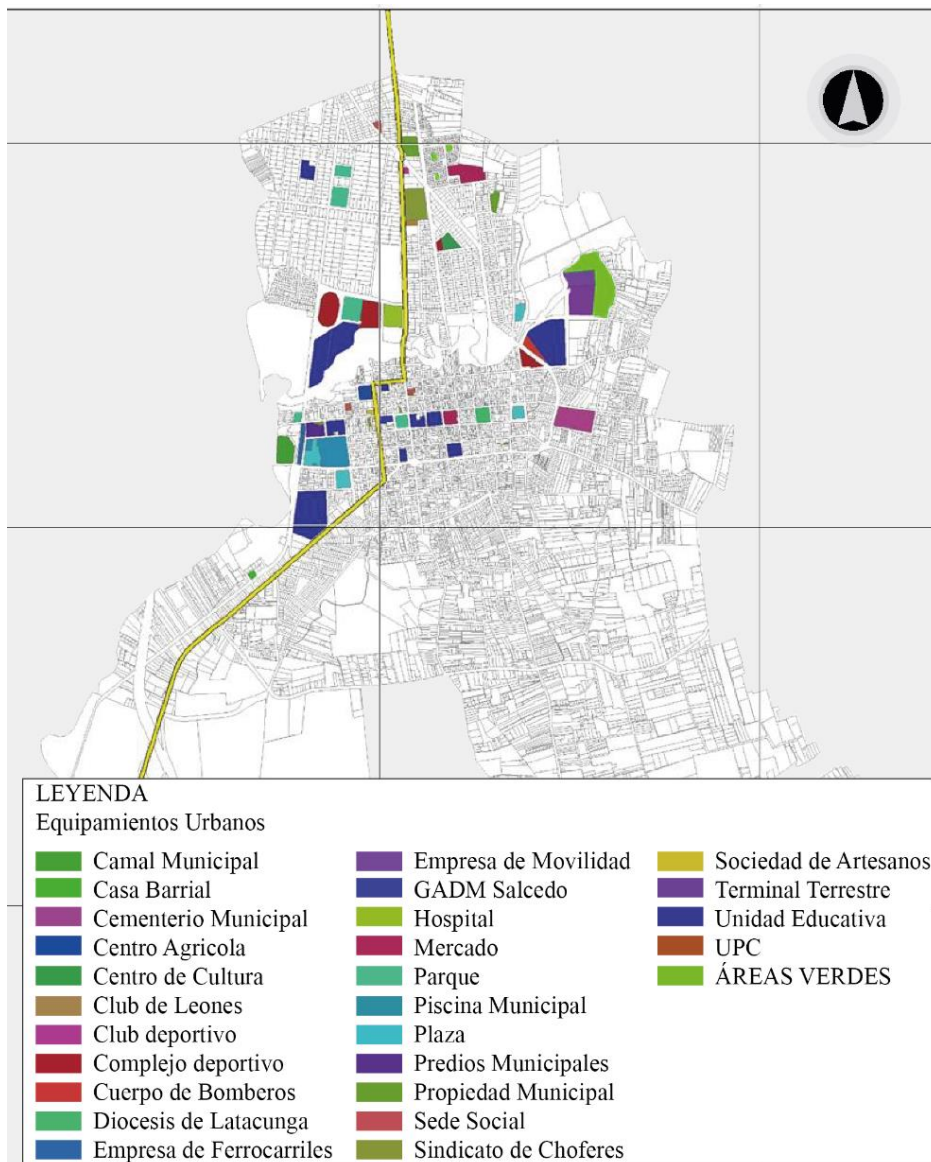 LEYENDA
Equipamientos Urbanos
Camal Municipal
Casa Barrial
Cementerio Municipal
Centro Agricola
Centro de Cultura
Club de Leones
Club deportivo
Complejo deportivo
Cuerpo de Bomberos
Diocesis de Latacunga
Empresa de Ferrocarriles
Empresa de Movilidad
GADM Salcedo
Hospital
Mercado
Parque
Piscina Municipal
Plaza
Predios Municipales
Propiedad Municipal
Sede Social
Sindicato de Choferes
Sociedad de Artesanos
Terminal Terrestre
Unidad Educativa
UPC
ÁREAS VERDES